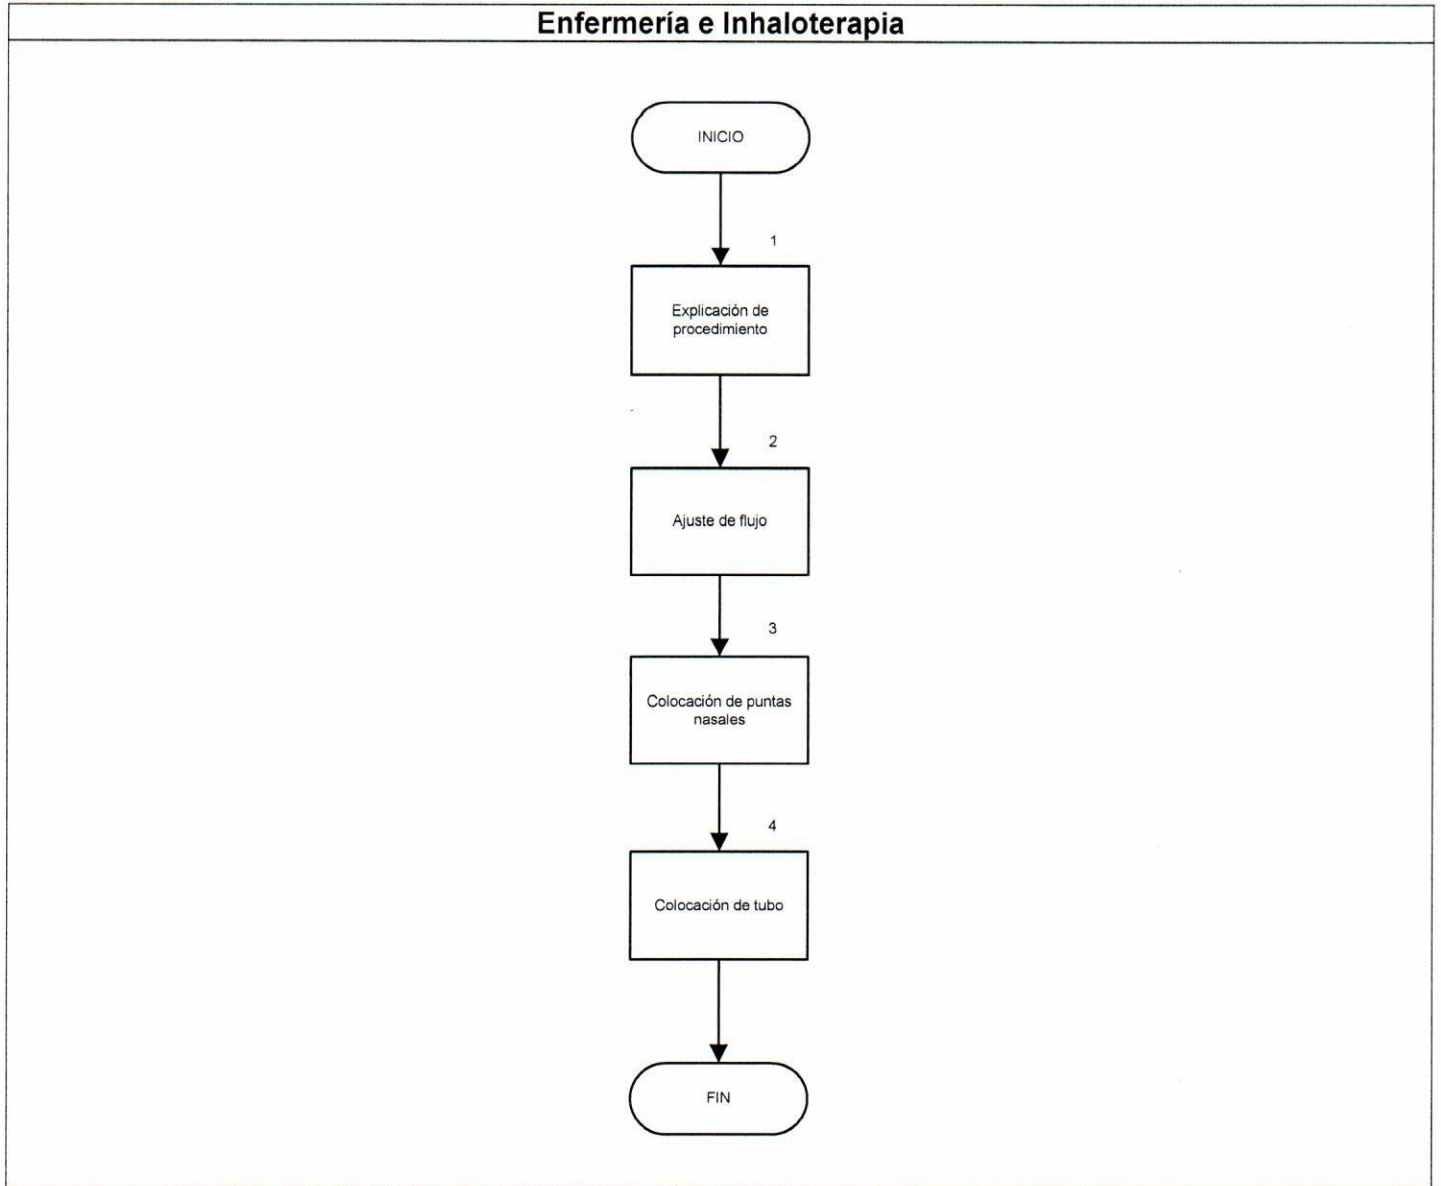 Enfermería e Inhaloterapia
INICIO
1
Explicación de
procedimiento
2
Ajuste de flujo
3
Colocación de puntas
nasales
4
Colocación de tubo
FIN